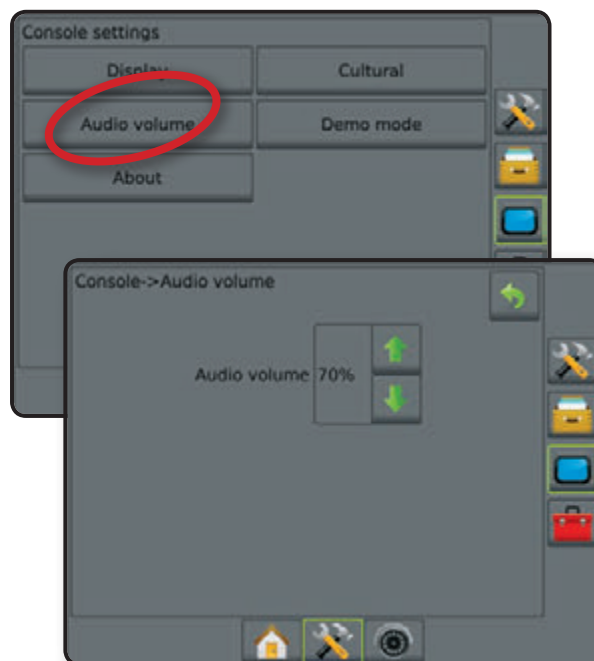 Console settings
Display Cultural
Audio volume Demo mode
About
Console->Audio volume
Audio volume 70%